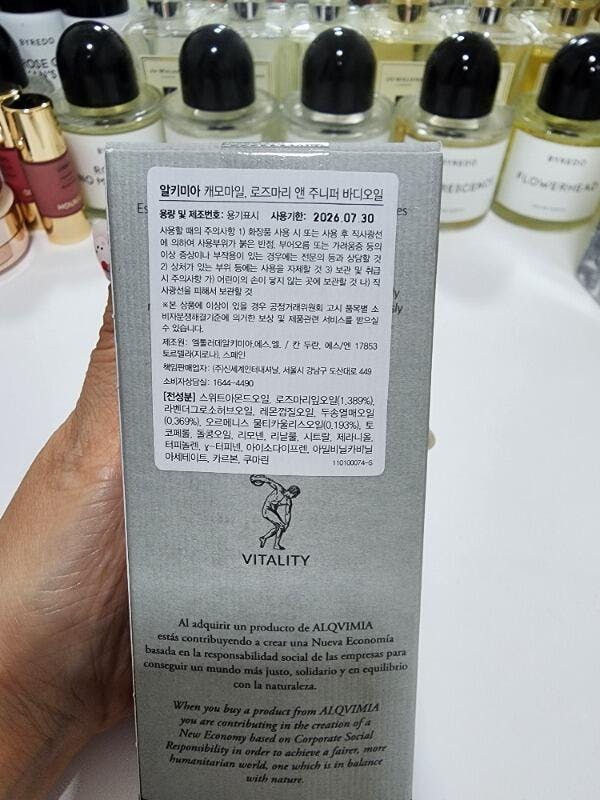 BYREDO
BYREDO
BYREDO
FLOWERHEAD
Es
알키미아 캐모마일, 로즈마리 앤 주니퍼 바디오일
용량 및 제조번호: 용기표시 사용기한: 2026.07.30
사용할 때의 주의사항 1) 화장품 사용 시 또는 사용 후 직사광선
에 의하여 사용부위가 붉은 반점, 부어오름 또는 가려움증 등의
이상 증상이나 부작용이 있는 경우에는 전문의 등과 상담할 것
2) 상처가 있는 부위 등에는 사용을 자제할 것 3) 보관 및 취급
시 주의사항 가) 어린이의 손이 닿지 않는 곳에 보관할 것 나) 직
사광선을 피해서 보관할 것
※본 상품에 이상이 있을 경우 공정거래위원회 고시 품목별 소
비자분쟁해결기준에 의거한 보상 및 제품관련 서비스를 받으실
수 있습니다.
제조원: 엘톨러데알키미아,에스.엘. / 칸 두란, 에스/엔 17853
토르텔라(지로나), 스페인
책임판매업자: (주)신세계인터내셔날, 서울시 강남구 도산대로 449
소비자상담실: 1644-4490
[전성분] 스위트아몬드오일, 로즈마리잎오일(1.389%),
라벤더그로소허브오일, 레몬껍질오일, 두송열매오일
(0.369%), 오르메니스 물티카울리스오일(0.193%), 토
코페롤, 돌콩오일, 리모넨, 리날룰, 시트랄, 제라니올,
터피놀렌, γ-터피넨, 아이소다이프렌, 아밀비닐카비닐
아세테이트, 카르본, 쿠마린
110100074-S
VITALITY
Al adquirir un producto de ALQVIMIA
estás contribuyendo a crear una Nueva Economía
basada en la responsabilidad social de las empresas para
conseguir un mundo más justo, solidario y en equilibrio
con la naturaleza.
When you buy a product from ALQVIMIA
you are contributing in the creation of a
New Economy based on Corporate Social
Responsibility in order to achieve a fairer, more
humanitarian world, one which is in balance
with nature.